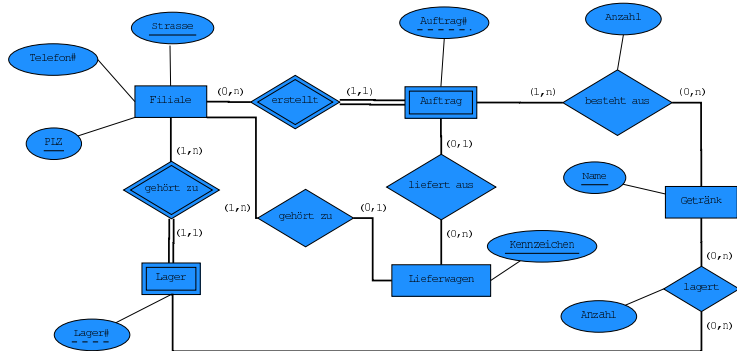 Strasse
Auftrag#
Anzahl
Telefon#
Filiale
(0,n)
erstellt
(1,1)
Auftrag
(1,n)
besteht aus
(0,n)
PLZ
(1,n)
(0,1)
gehört zu
liefert aus
Name
(1,n)
gehört zu
(0,1)
Getränk
(1,1)
(0,n)
Kennzeichen
(0,n)
Lager
Lieferwagen
lagert
Anzahl
(0,n)
Lager#